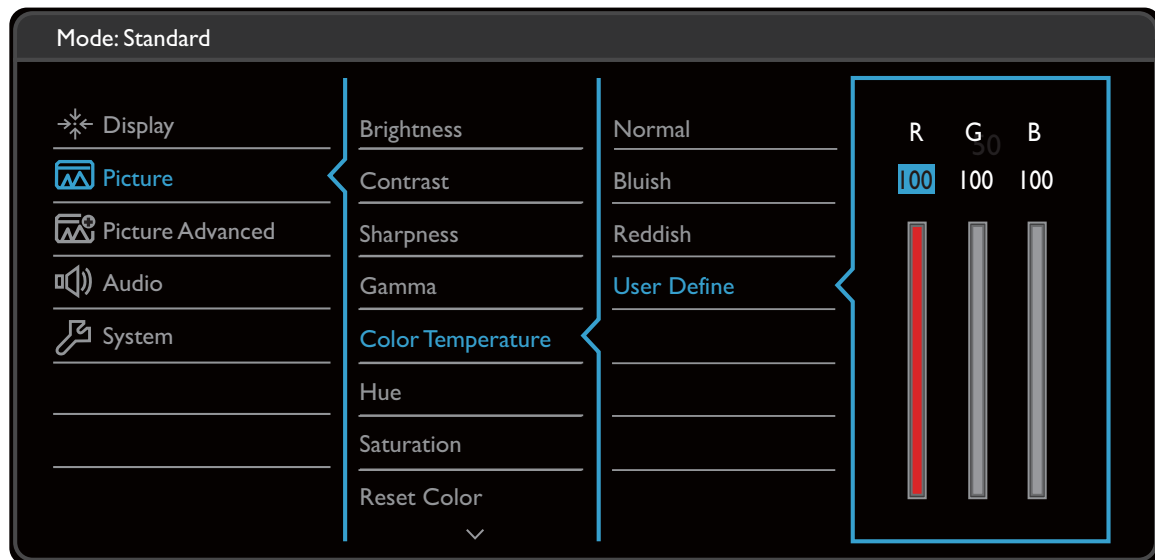 Mode: Standard
Display
Picture
Picture Advanced
Audio
System
Brightness
Contrast
Sharpness
Gamma
Color Temperature
Hue
Saturation
Reset Color
Normal
Bluish
Reddish
User Define
R G B
50
100 100 100